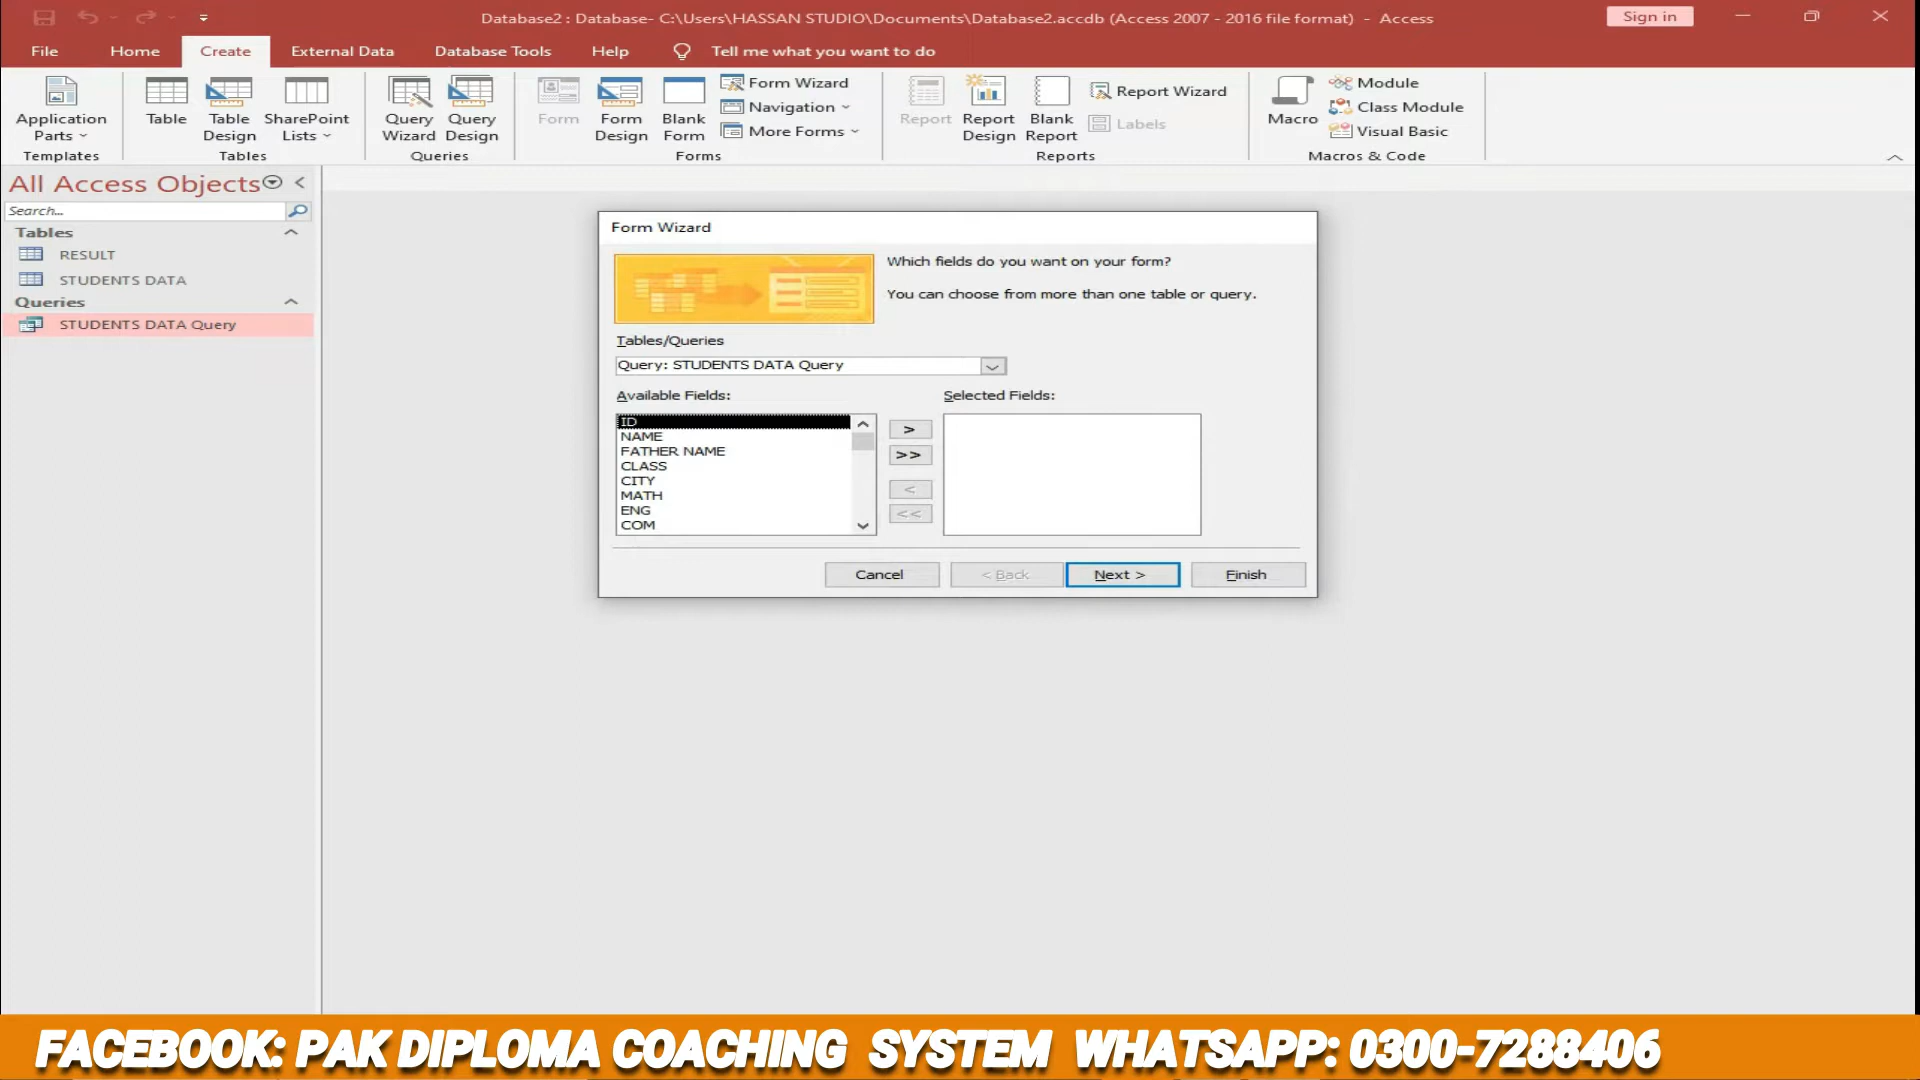 Database2 : Database- C:\Users\HASSAN STUDIO\Documents\Database2.accdb (Access 2007 - 2016 file format) - Access
Sign in
File Home Create External Data Database Tools Help Tell me what you want to do
Application Parts
Templates
Table
Table Design
SharePoint Lists
Tables
Query Wizard
Query Design
Queries
Form
Form Design
Blank Form
Form Wizard
Navigation
More Forms
Forms
Report
Report Design
Blank Report
Report Wizard
Labels
Reports
Macro
Module
Class Module
Visual Basic
Macros & Code
All Access Objects
Search...
Tables
RESULT
STUDENTS DATA
Queries
STUDENTS DATA Query
Form Wizard
Which fields do you want on your form?
You can choose from more than one table or query.
Tables/Queries
Query: STUDENTS DATA Query
Available Fields:
Selected Fields:
ID
NAME
FATHER NAME
CLASS
CITY
MATH
ENG
COM
>
>>
<
<<
Cancel
< Back
Next >
Finish
FACEBOOK: PAK DIPLOMA COACHING SYSTEM WHATSAPP: 0300-7288406